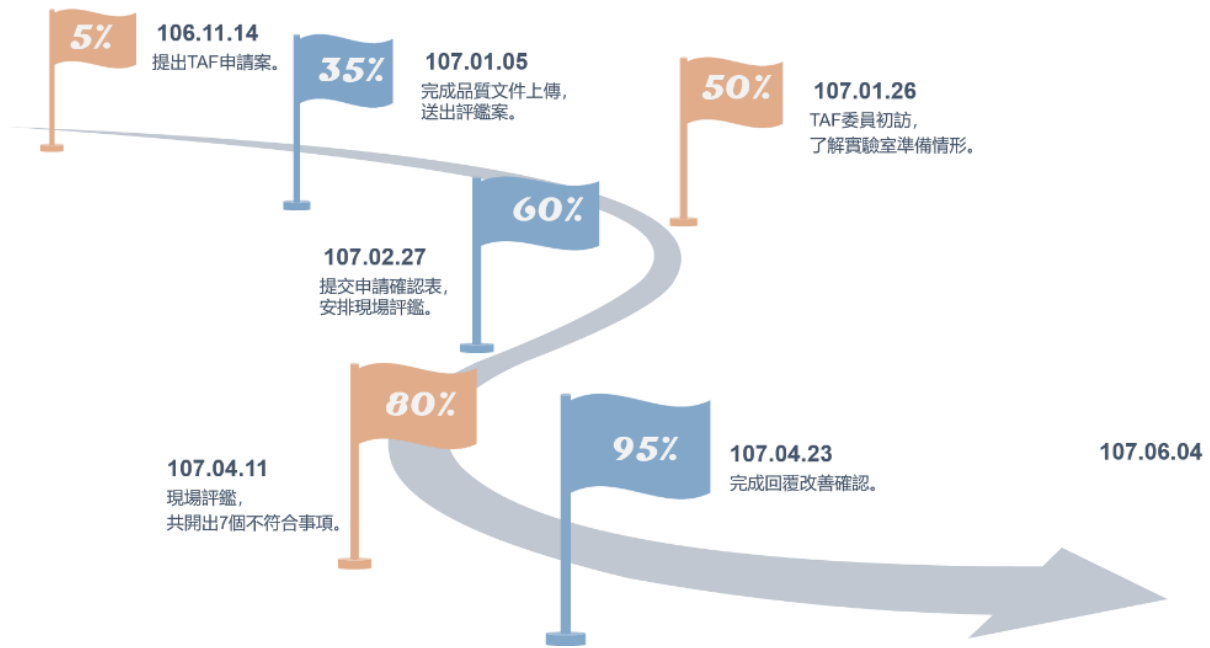 5%
106.11.14
提出TAF申請案。
35%
107.01.05
完成品質文件上傳，
送出評鑑案。
50%
107.01.26
TAF委員初訪，
了解實驗室準備情形。
60%
107.02.27
提交申請確認表，
安排現場評鑑。
80%
107.04.11
現場評鑑，
共開出7個不符合事項。
95%
107.04.23
完成回覆改善確認。
107.06.04